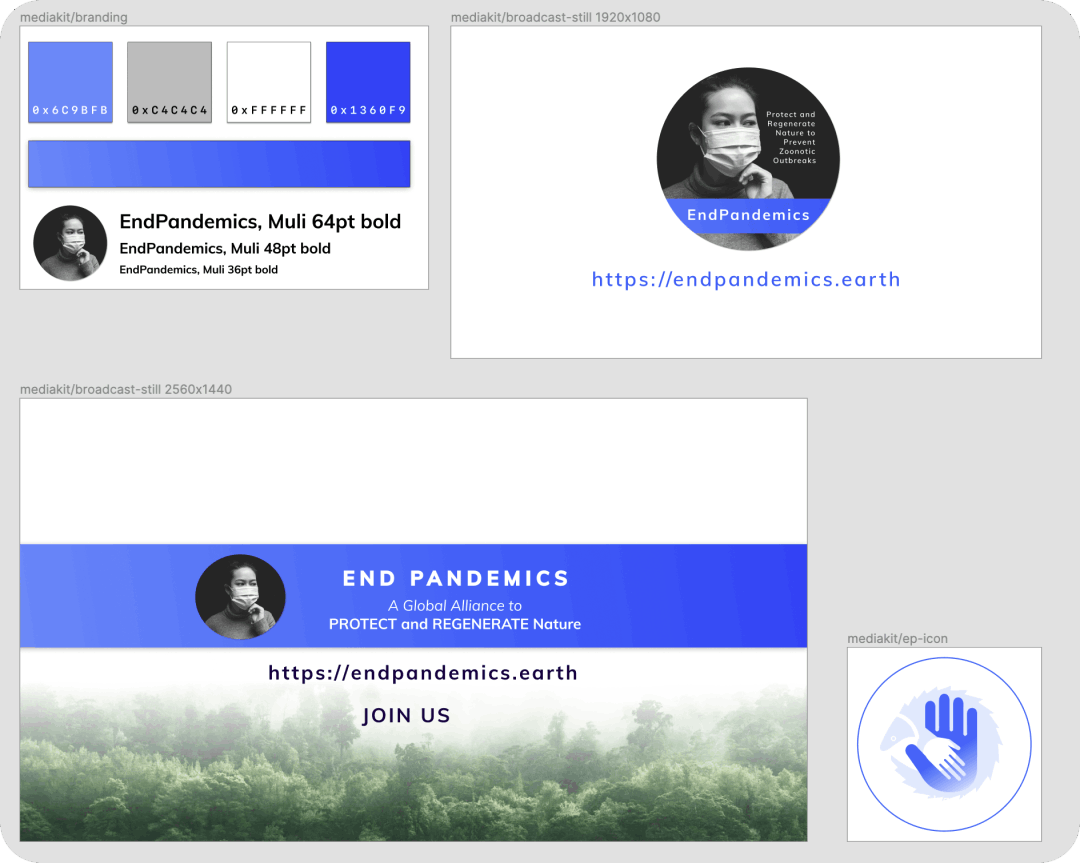 mediakit/branding
0x6C9BFB
0xC4C4C4
0xFFFFFF
0x1360F9
EndPandemics, Muli 64pt bold
EndPandemics, Muli 48pt bold
EndPandemics, Muli 36pt bold
mediakit/broadcast-still 1920x1080
Protect and
Regenerate
Nature to
Prevent
Zoonotic
Outbreaks
EndPandemics
https://endpandemics.earth
mediakit/broadcast-still 2560x1440
END PANDEMICS
A Global Alliance to
PROTECT and REGENERATE Nature
https://endpandemics.earth
JOIN US
mediakit/ep-icon